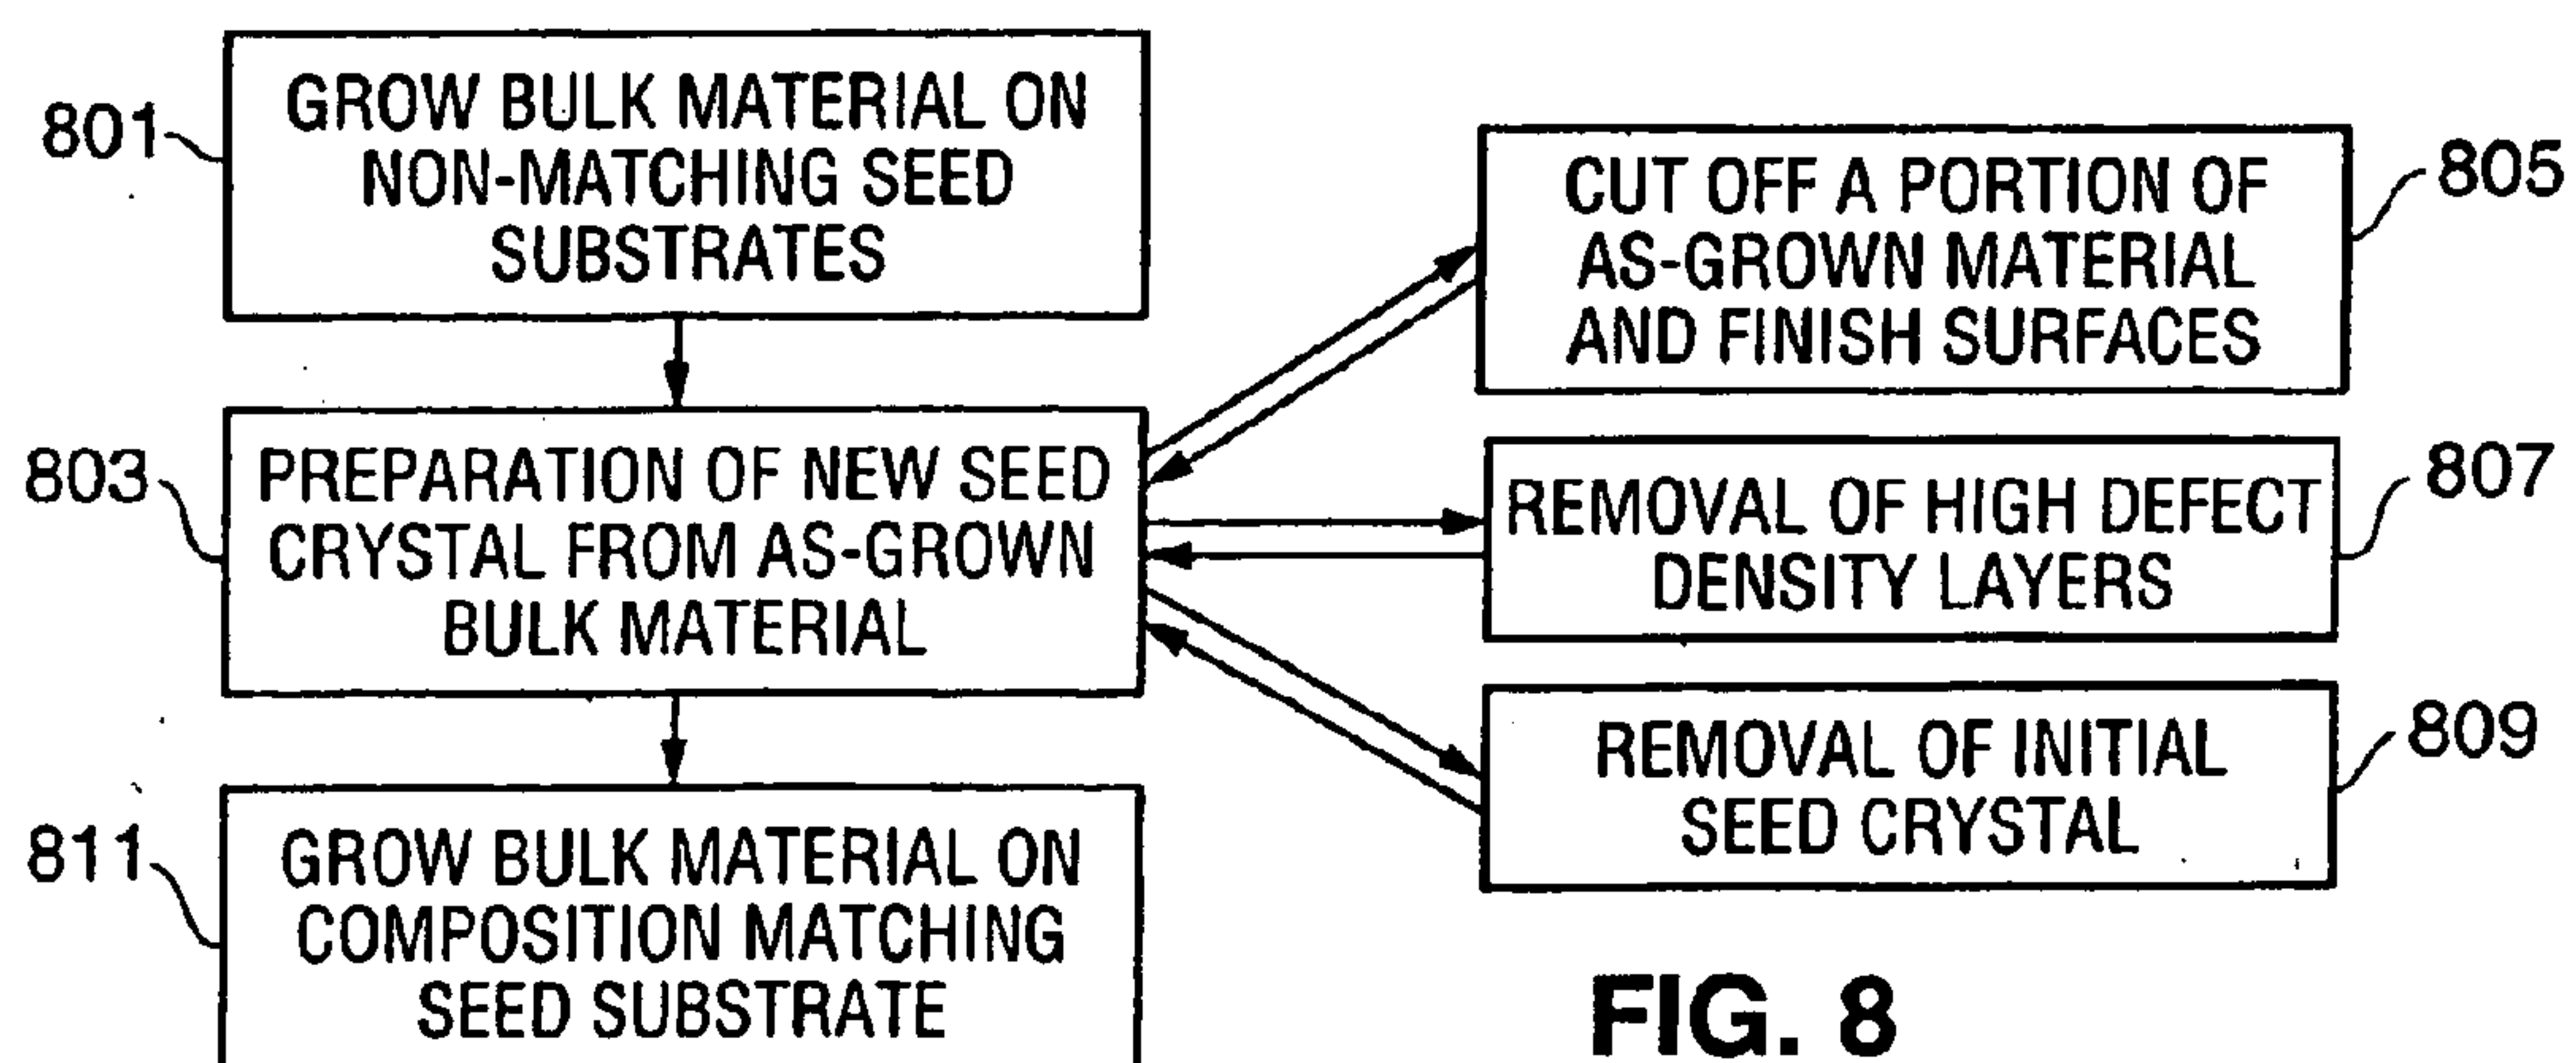 801
GROW BULK MATERIAL ON
NON-MATCHING SEED
SUBSTRATES
803
PREPARATION OF NEW SEED
CRYSTAL FROM AS-GROWN
BULK MATERIAL
805
CUT OFF A PORTION OF
AS-GROWN MATERIAL
AND FINISH SURFACES
807
REMOVAL OF HIGH DEFECT
DENSITY LAYERS
809
REMOVAL OF INITIAL
SEED CRYSTAL
811
GROW BULK MATERIAL ON
COMPOSITION MATCHING
SEED SUBSTRATE
FIG. 8